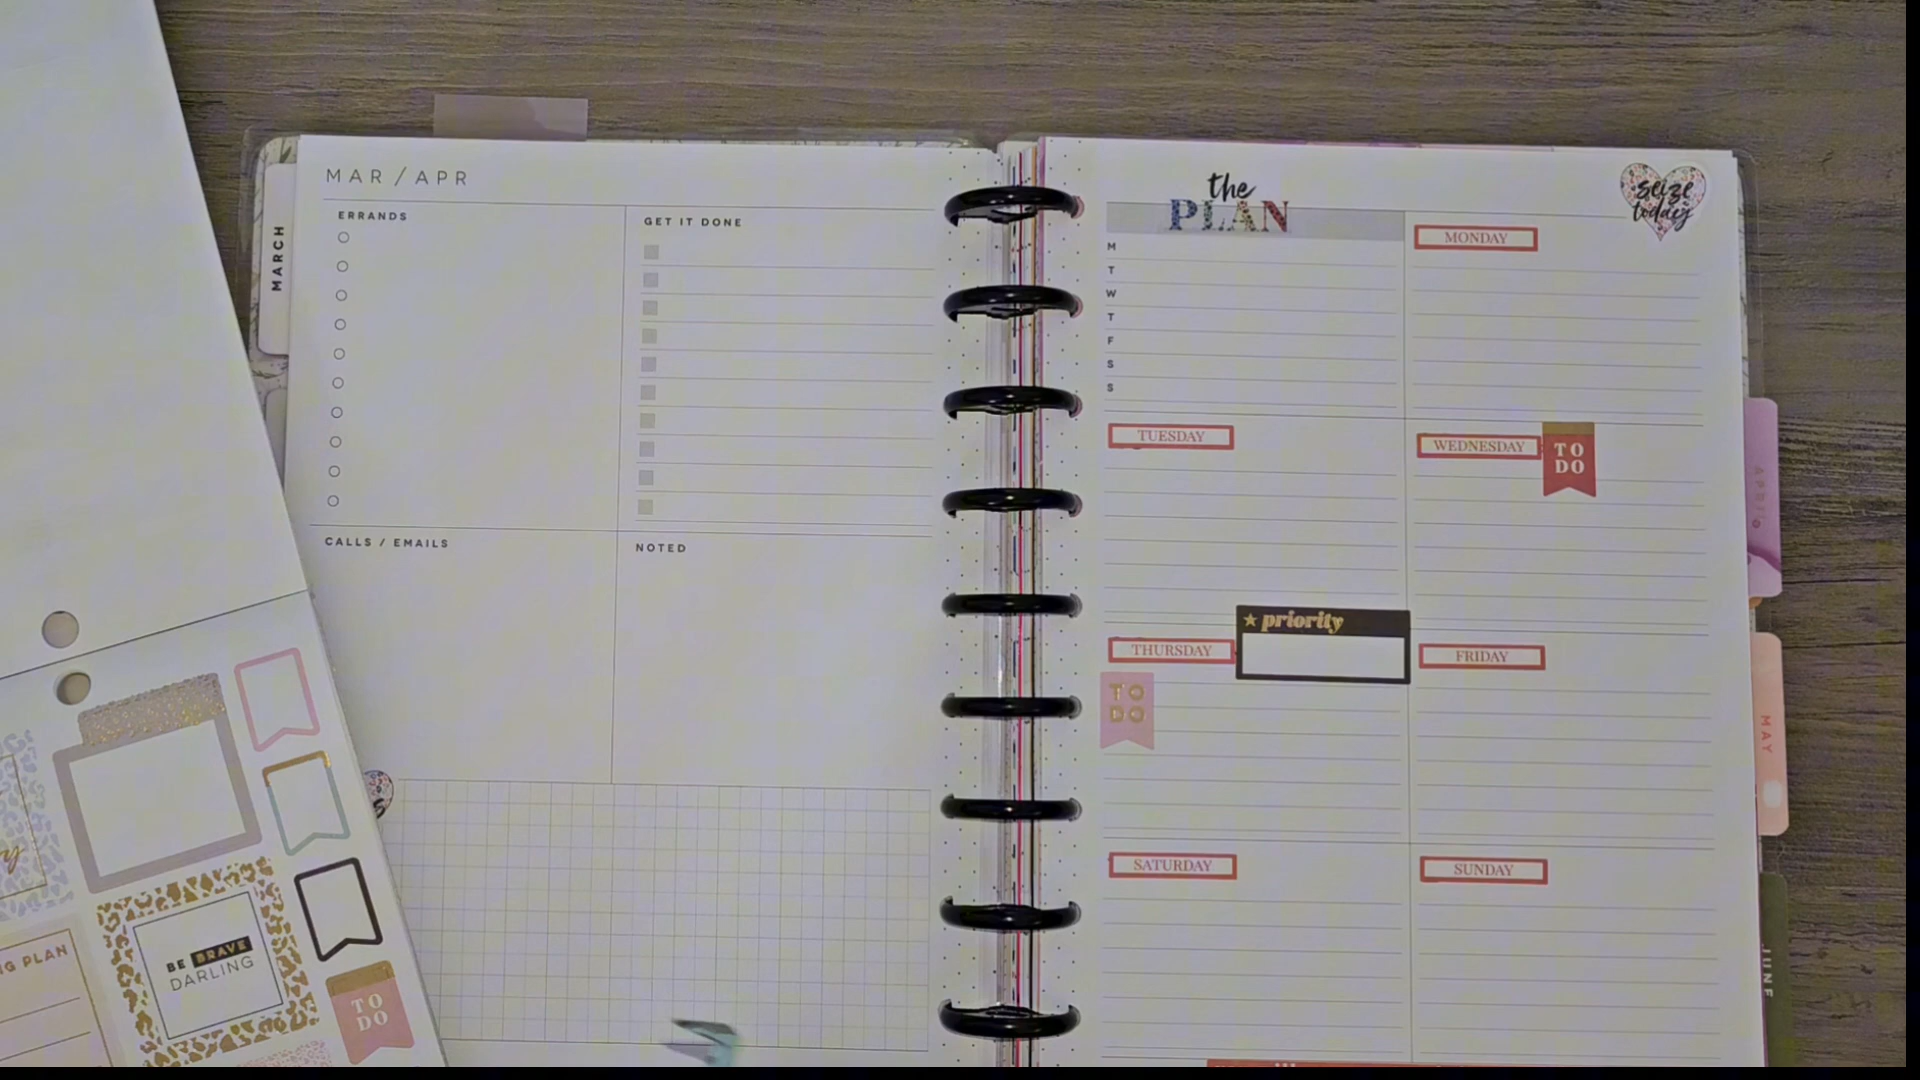 MAR/APR
MARCH
ERRANDS
GET IT DONE
CALLS / EMAILS
NOTED
BE BRAVE
DARLING
TO
DO
the
PLAN
seize
today
M
T
W
T
F
S
S
MONDAY
TUESDAY
WEDNESDAY
TO
DO
★ priority
THURSDAY
TO
DO
FRIDAY
SATURDAY
SUNDAY
APRIL
MAY
JUNE